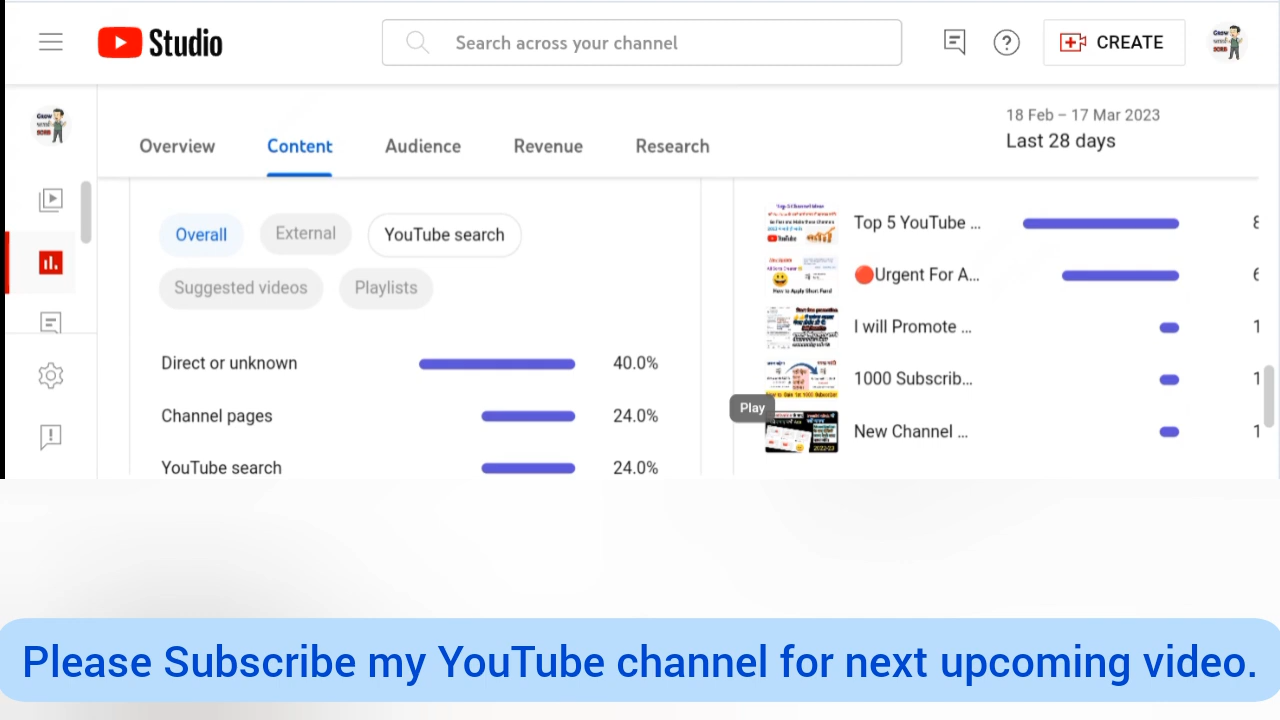 Studio
Search across your channel
CREATE
18 Feb – 17 Mar 2023
Last 28 days
Overview
Content
Audience
Revenue
Research
Overall
External
YouTube search
Suggested videos
Playlists
Direct or unknown 40.0%
Channel pages 24.0%
YouTube search 24.0%
Top 5 YouTube ...
🔴Urgent For A...
I will Promote ...
1000 Subscrib...
New Channel ...
Play
Please Subscribe my YouTube channel for next upcoming video.